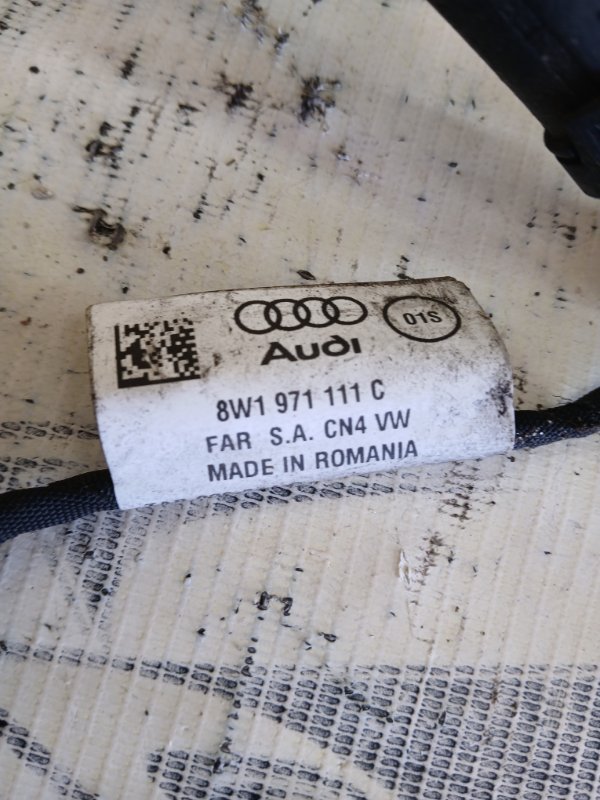 01S
Audi
8W1 971 111 C
FAR S.A. CN4 VW
MADE IN ROMANIA